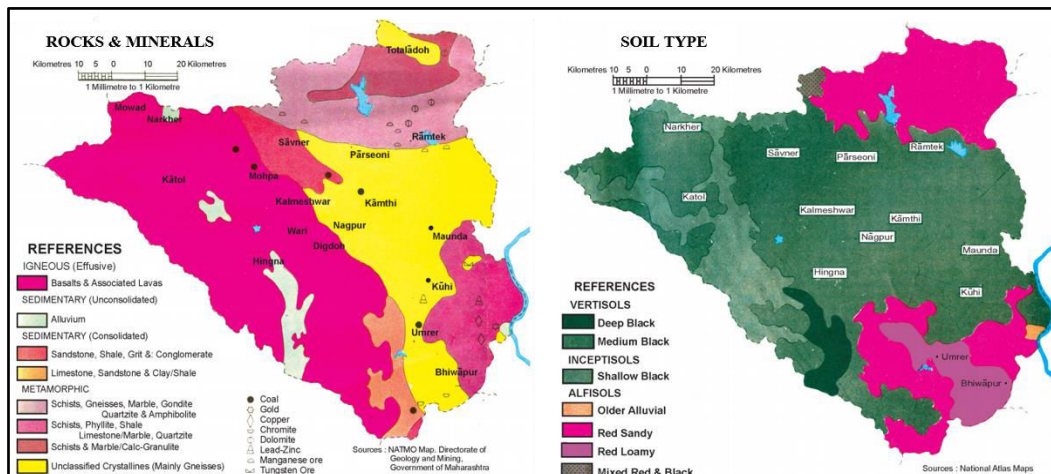 ROCKS & MINERALS
Kilometres 10 5 0 10 20 Kilometres
1 Millimetre to 1 Kilometre
Totalādoh
Mowad
Narkher
Sāvner
Rāmtek
Pārseoni
Mohpa
Kātol
Kalmeshwar
Kāmthi
Nagpur
Wari
Digdoh
Maunda
Hingna
Kūhi
Umrer
Bhiwāpur
REFERENCES
IGNEOUS (Effusive)
Basalts & Associated Lavas
SEDIMENTARY (Unconsolidated)
Alluvium
SEDIMENTARY (Consolidated)
Sandstone, Shale, Grit &: Conglomerate
Limestone, Sandstone & Clay/Shale
METAMORPHIC
Schists, Gneisses, Marble, Gondite
Quartzite & Amphibolite
Schists, Phyllite, Shale
Limestone/Marble, Quartzite
Schists & Marble/Calc-Granulite
Unclassified Crystallines (Mainly Gneisses)
Coal
Gold
Copper
Chromite
Dolomite
Lead-Zinc
Manganese ore
Tungsten Ore
Sources : NATMO Map. Directorate of
Geology and Mining,
Government of Maharashtra
SOIL TYPE
Kilometres 10 5 0 10 20 Kilometres
1 Millimetre to 1 Kilometre
Narkher
Sāvner
Rāmtek
Pārseoni
Katol
Kalmeshwar
Kāmthi
Nāgpur
Maunda
Hingna
Kūhi
Umrer
Bhiwāpur
REFERENCES
VERTISOLS
Deep Black
Medium Black
INCEPTISOLS
Shallow Black
ALFISOLS
Older Alluvial
Red Sandy
Red Loamy
Mixed Red & Black
Sources : National Atlas Maps